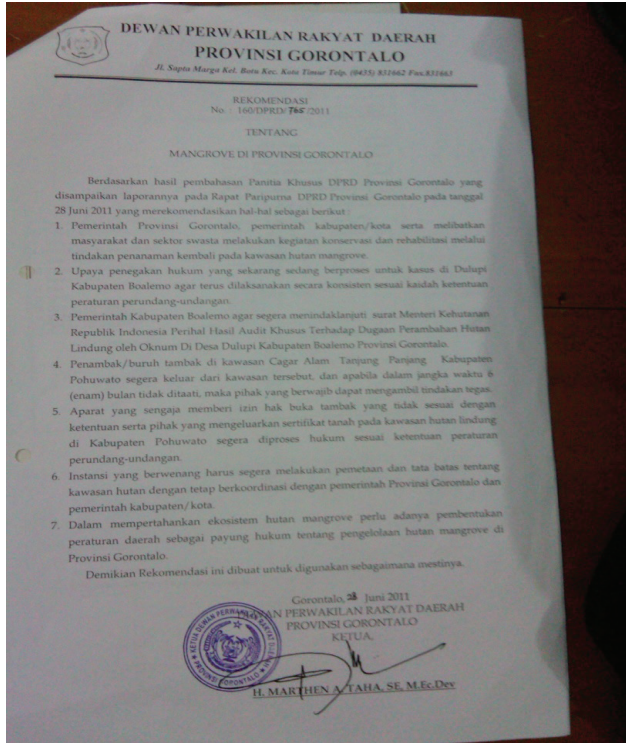 DEWAN PERWAKILAN RAKYAT DAERAH
PROVINSI GORONTALO
Jl. Sapta Marga Kel. Botu Kec. Kota Timur Telp. (0435) 831662 Fax.831663
REKOMENDASI
No. : 160/DPRD/765/2011
TENTANG
MANGROVE DI PROVINSI GORONTALO
Berdasarkan hasil pembahasan Panitia Khusus DPRD Provinsi Gorontalo yang
disampaikan laporannya pada Rapat Paripurna DPRD Provinsi Gorontalo pada tanggal
28 Juni 2011 yang merekomendasikan hal-hal sebagai berikut :
1. Pemerintah Provinsi Gorontalo, pemerintah kabupaten/kota serta melibatkan
masyarakat dan sektor swasta melakukan kegiatan konservasi dan rehabilitasi melalui
tindakan penanaman kembali pada kawasan hutan mangrove.
2. Upaya penegakan hukum yang sekarang sedang berproses untuk kasus di Dulupi
Kabupaten Boalemo agar terus dilaksanakan secara konsisten sesuai kaidah ketentuan
peraturan perundang-undangan.
3. Pemerintah Kabupaten Boalemo agar segera menindaklanjuti surat Menteri Kehutanan
Republik Indonesia Perihal Hasil Audit Khusus Terhadap Dugaan Perambahan Hutan
Lindung oleh Oknum Di Desa Dulupi Kabupaten Boalemo Provinsi Gorontalo.
4. Penambak/buruh tambak di kawasan Cagar Alam Tanjung Panjang Kabupaten
Pohuwato segera keluar dari kawasan tersebut, dan apabila dalam jangka waktu 6
(enam) bulan tidak ditaati, maka pihak yang berwajib dapat mengambil tindakan tegas.
5. Aparat yang sengaja memberi izin hak buka tambak yang tidak sesuai dengan
ketentuan serta pihak yang mengeluarkan sertifikat tanah pada kawasan hutan lindung
di Kabupaten Pohuwato segera diproses hukum sesuai ketentuan peraturan
perundang-undangan.
6. Instansi yang berwenang harus segera melakukan pemetaan dan tata batas tentang
kawasan hutan dengan tetap berkoordinasi dengan pemerintah Provinsi Gorontalo dan
pemerintah kabupaten/kota.
7. Dalam mempertahankan ekosistem hutan mangrove perlu adanya pembentukan
peraturan daerah sebagai payung hukum tentang pengelolaan hutan mangrove di
Provinsi Gorontalo.
Demikian Rekomendasi ini dibuat untuk digunakan sebagaimana mestinya.
Gorontalo, 28 Juni 2011
PERWAKILAN RAKYAT DAERAH
PROVINSI GORONTALO
KETUA,
KETUA DEWAN PERWAKILAN RAKYAT DAERAH
PROVINSI GORONTALO
H. MARTHEN A. TAHA, SE, M.Ec.Dev